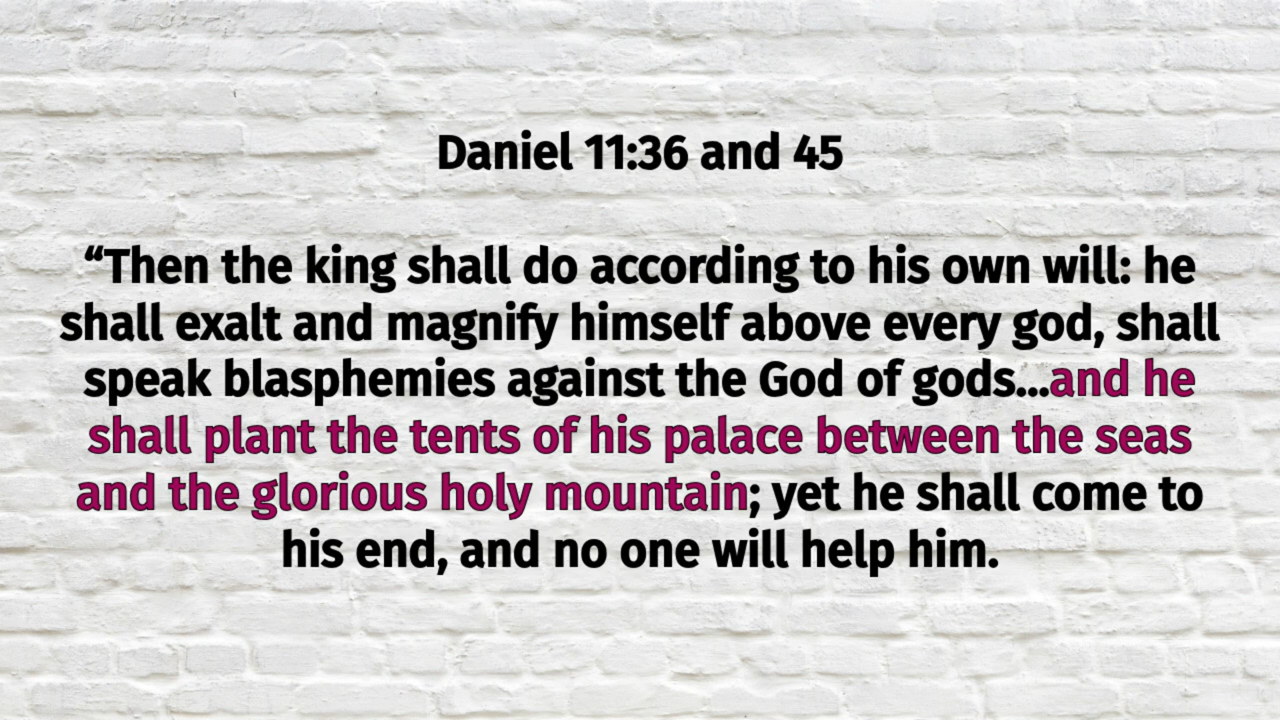 Daniel 11:36 and 45
“Then the king shall do according to his own will: he
shall exalt and magnify himself above every god, shall
speak blasphemies against the God of gods...and he
shall plant the tents of his palace between the seas
and the glorious holy mountain; yet he shall come to
his end, and no one will help him.